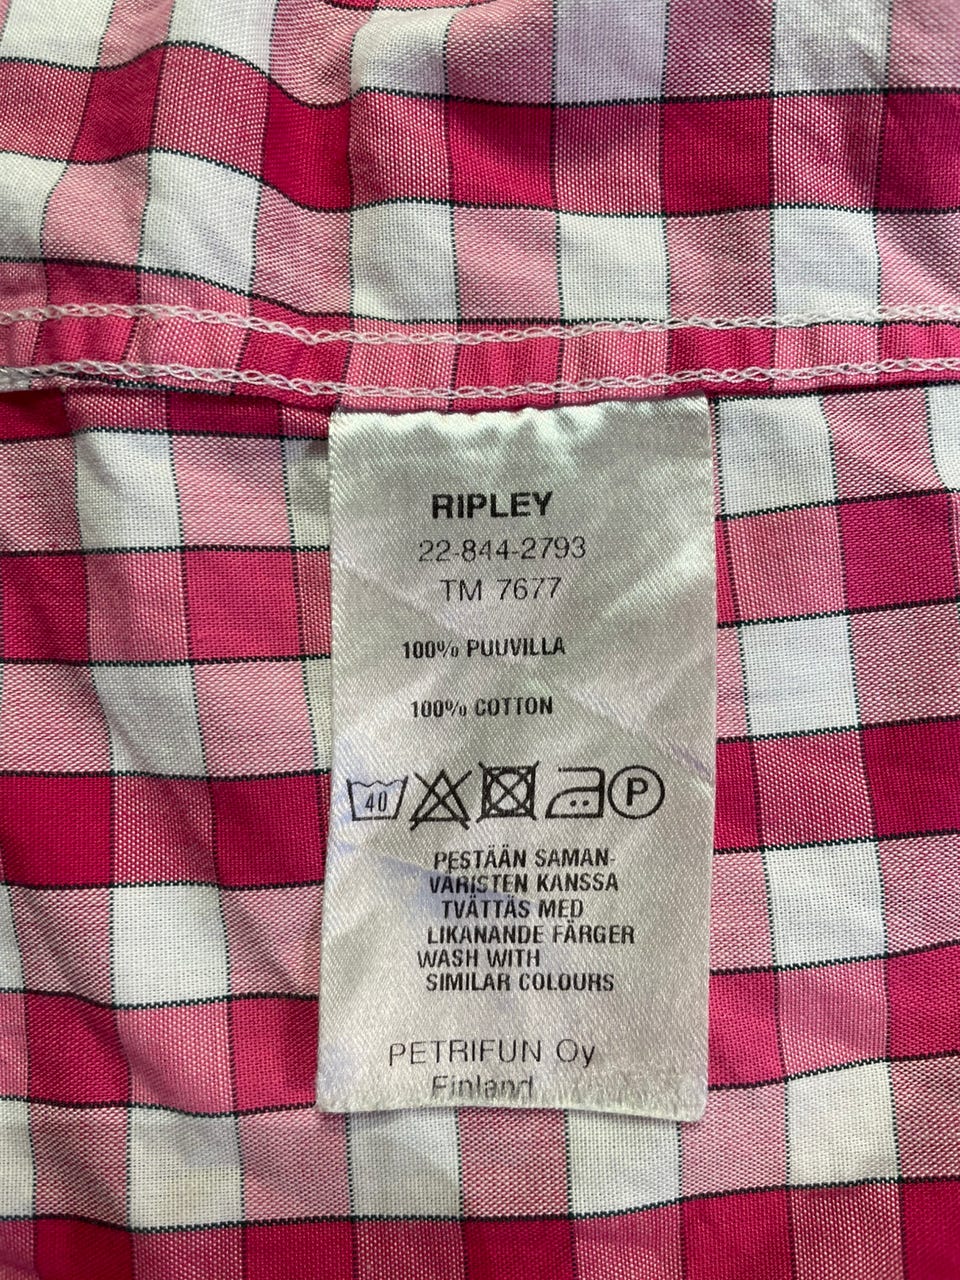 RIPLEY
22-844-2793
TM 7677
100% PUUVILLA
100% COTTON
40 P
PESTÄÄN SAMAN-
VÄRISTEN KANSSA
TVÄTTÄS MED
LIKANANDE FÄRGER
WASH WITH
SIMILAR COLOURS
PETRIFUN Oy
Finland